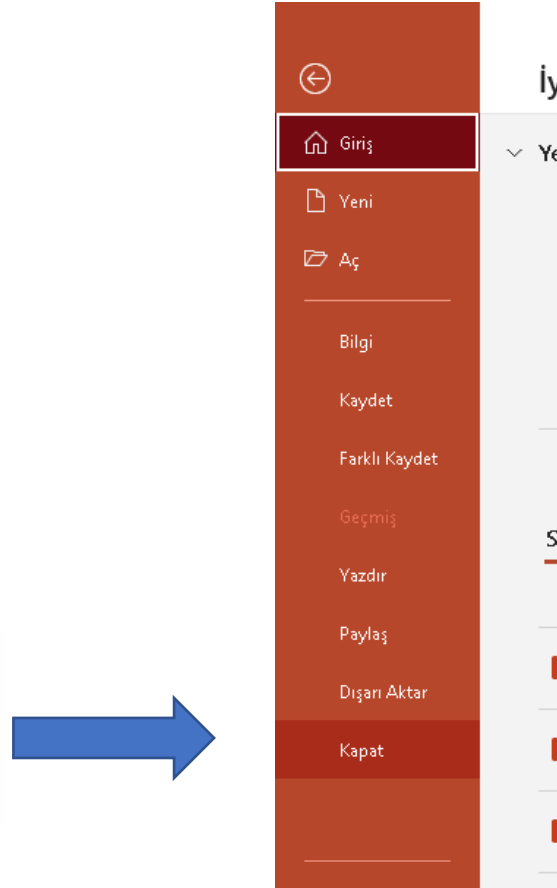 Giriş
Yeni
Aç
Bilgi
Kaydet
Farklı Kaydet
Geçmiş
Yazdır
Paylaş
Dışarı Aktar
Kapat